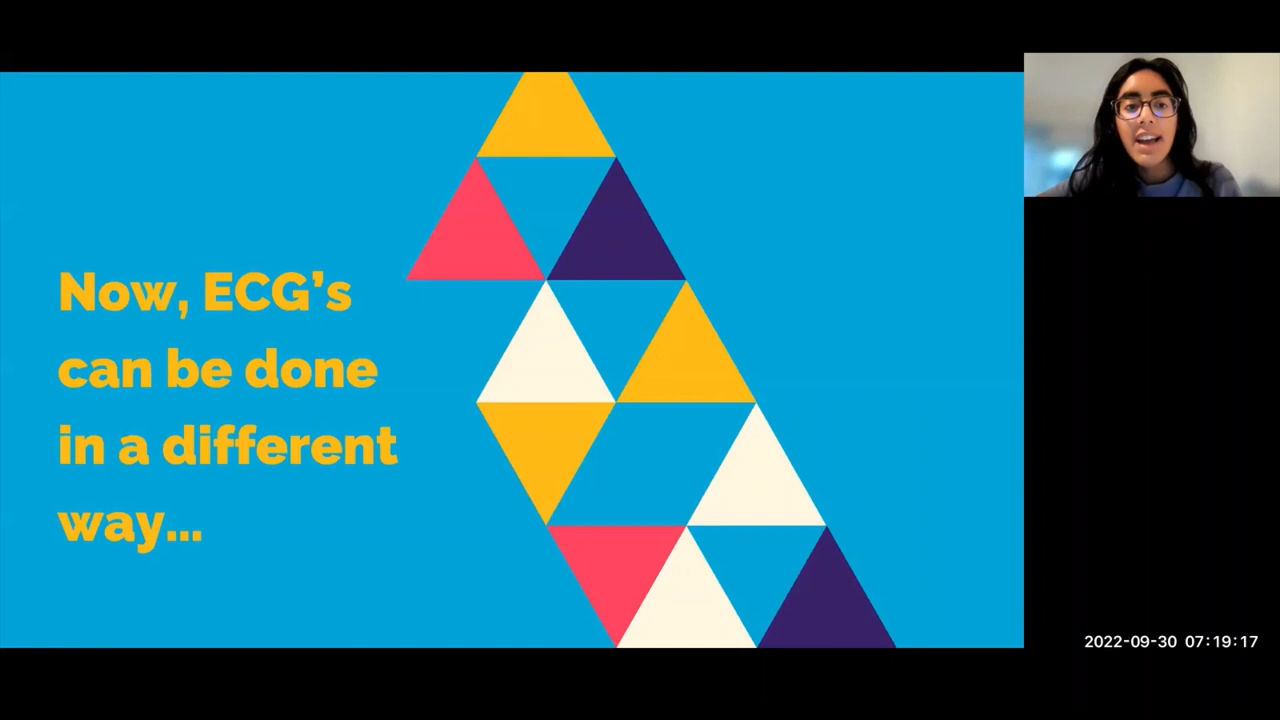 Now, ECG’s
can be done
in a different
way...
2022-09-30 07:19:17